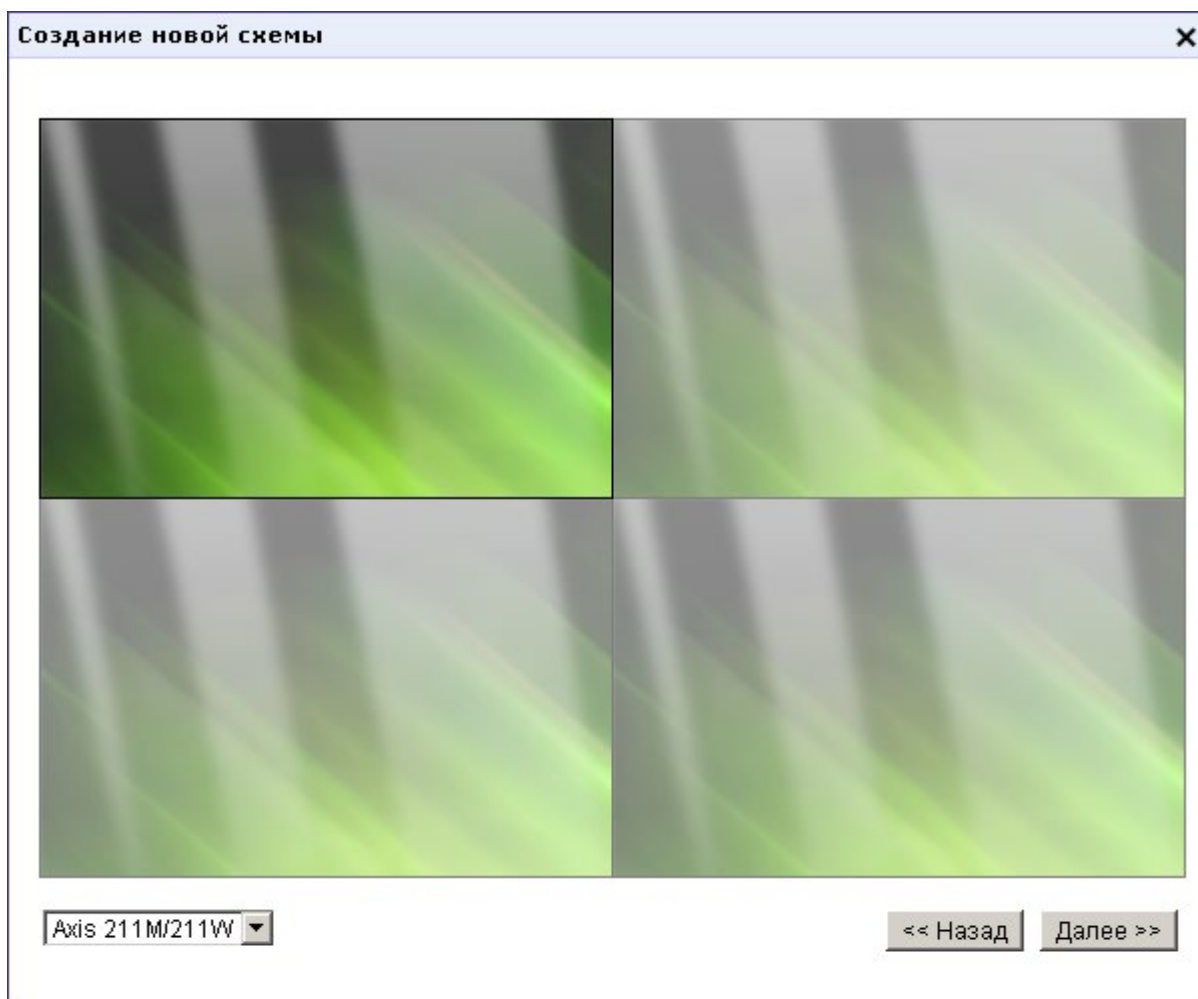 Создание новой схемы
Axis 211M/211W
<< Назад
Далее >>